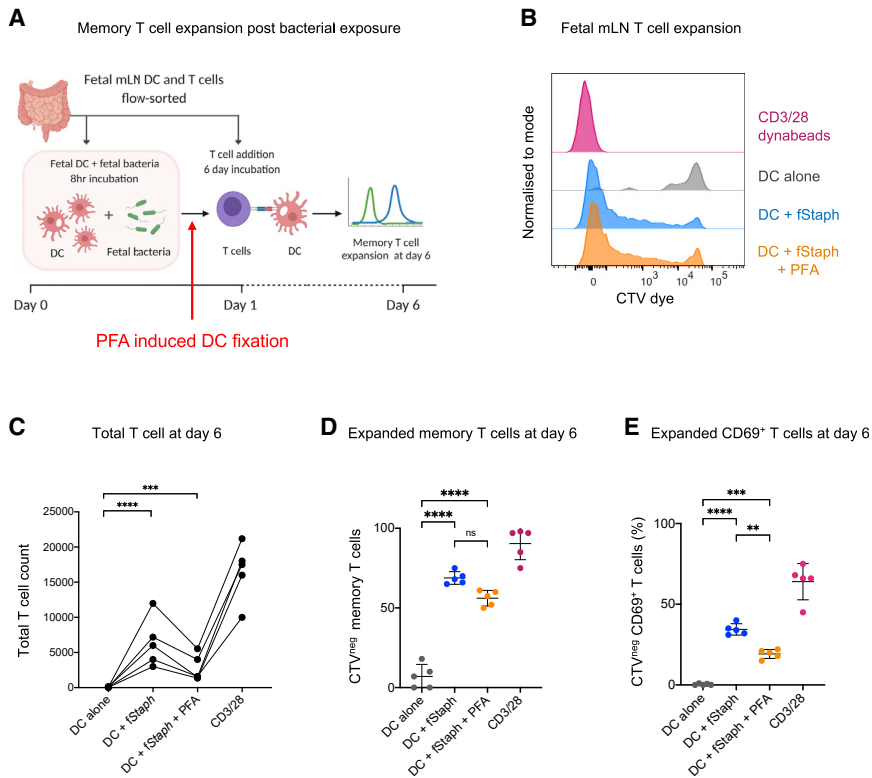 A
Memory T cell expansion post bacterial exposure
Fetal mLN DC and T cells
flow-sorted
Fetal DC + fetal bacteria
8hr incubation
DC
+
Fetal bacteria
T cell addition
6 day incubation
T cells
DC
Memory T cell
expansion at day 6
Day 0
Day 1
Day 6
PFA induced DC fixation
B
Fetal mLN T cell expansion
Normalised to mode
CD3/28
dynabeads
DC alone
DC + fStaph
DC + fStaph
+ PFA
0
10³
10⁴
10⁵
CTV dye
C
Total T cell at day 6
Total T cell count
25000
20000
15000
10000
5000
0
***
****
DC alone
DC + fStaph
DC + fStaph + PFA
CD3/28
D
Expanded memory T cells at day 6
CTVⁿᵉᵍ memory T cells
100
50
0
****
****
ns
DC alone
DC + fStaph
DC + fStaph + PFA
CD3/28
E
Expanded CD69⁺ T cells at day 6
CTVⁿᵉᵍ CD69⁺ T cells (%)
100
50
0
***
****
**
DC alone
DC + fStaph
DC + fStaph + PFA
CD3/28